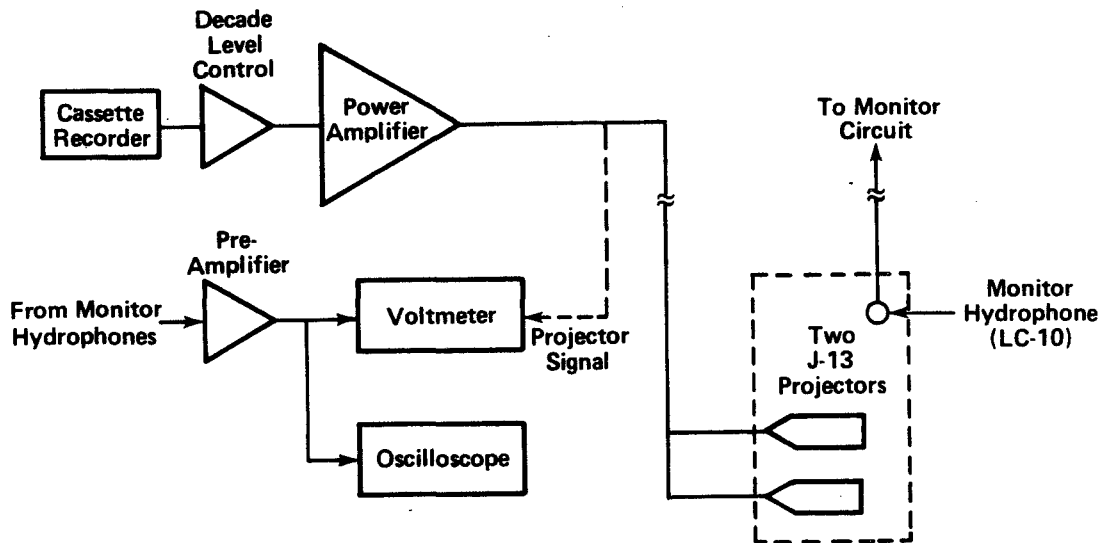 Decade
Level
Control
Cassette
Recorder
Power
Amplifier
To Monitor
Circuit
Pre-
Amplifier
From Monitor
Hydrophones
Voltmeter
Projector
Signal
Oscilloscope
Monitor
Hydrophone
(LC-10)
Two
J-13
Projectors